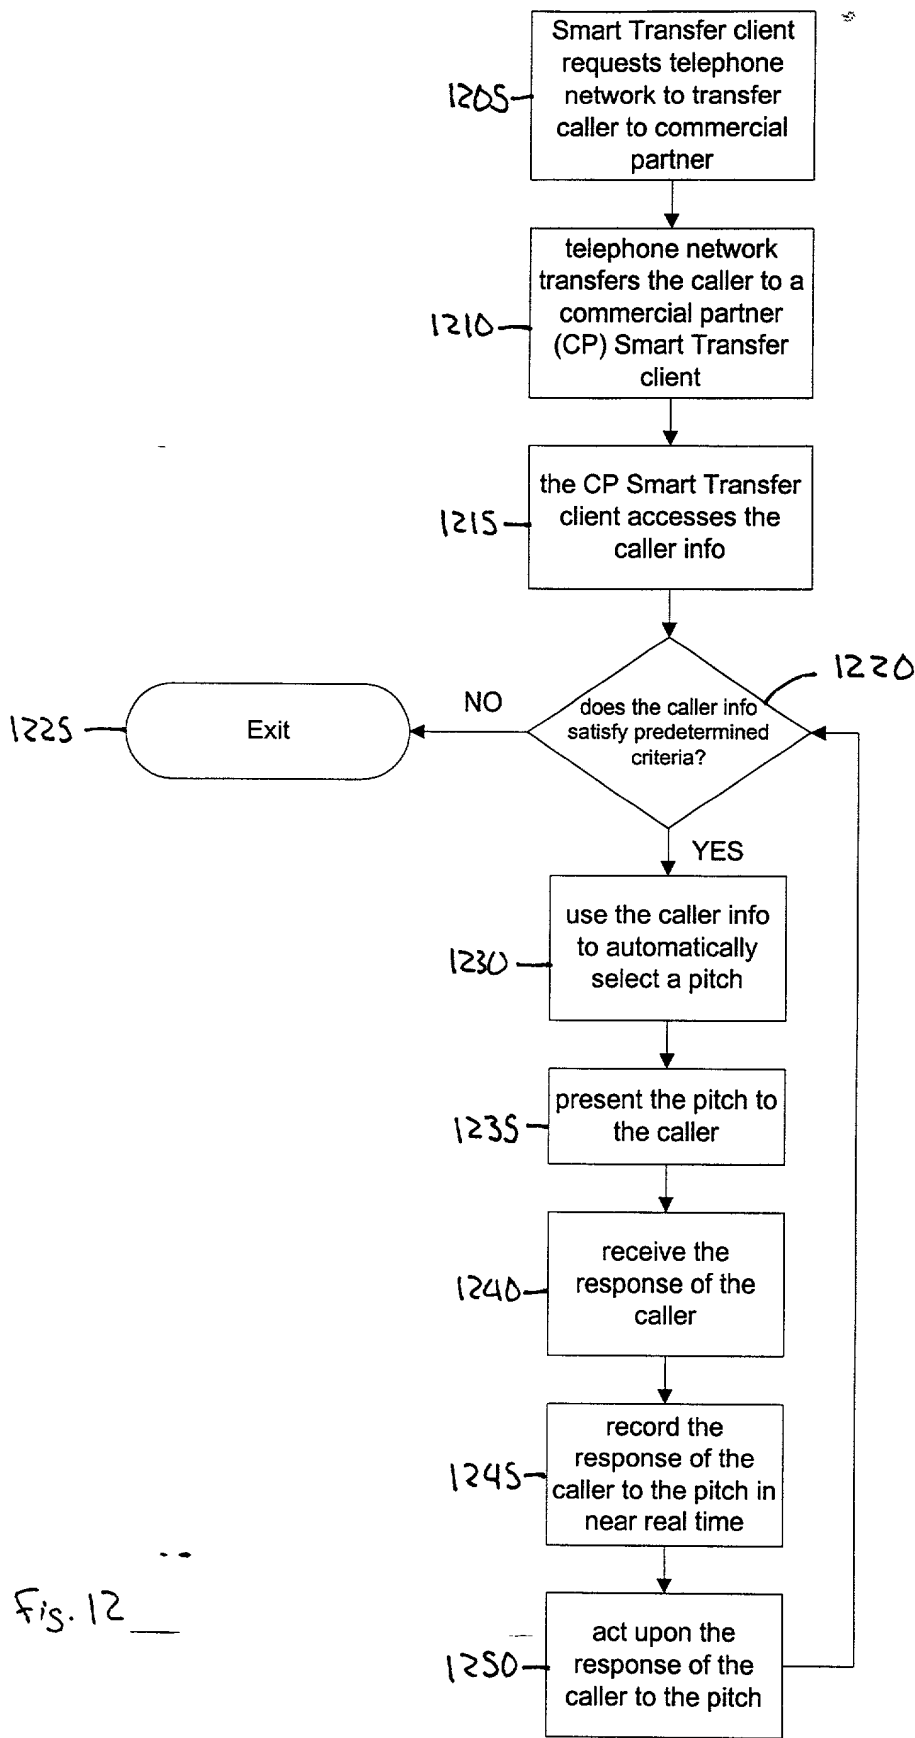 Smart Transfer client
requests telephone
network to transfer
caller to commercial
partner
1205
telephone network
transfers the caller to a
commercial partner
(CP) Smart Transfer
client
1210
the CP Smart Transfer
client accesses the
caller info
1215
1220
does the caller info
satisfy predetermined
criteria?
NO
Exit
1225
YES
use the caller info
to automatically
select a pitch
1230
present the pitch to
the caller
1235
receive the
response of the
caller
1240
record the
response of the
caller to the pitch in
near real time
1245
act upon the
response of the
caller to the pitch
1250
Fig. 12